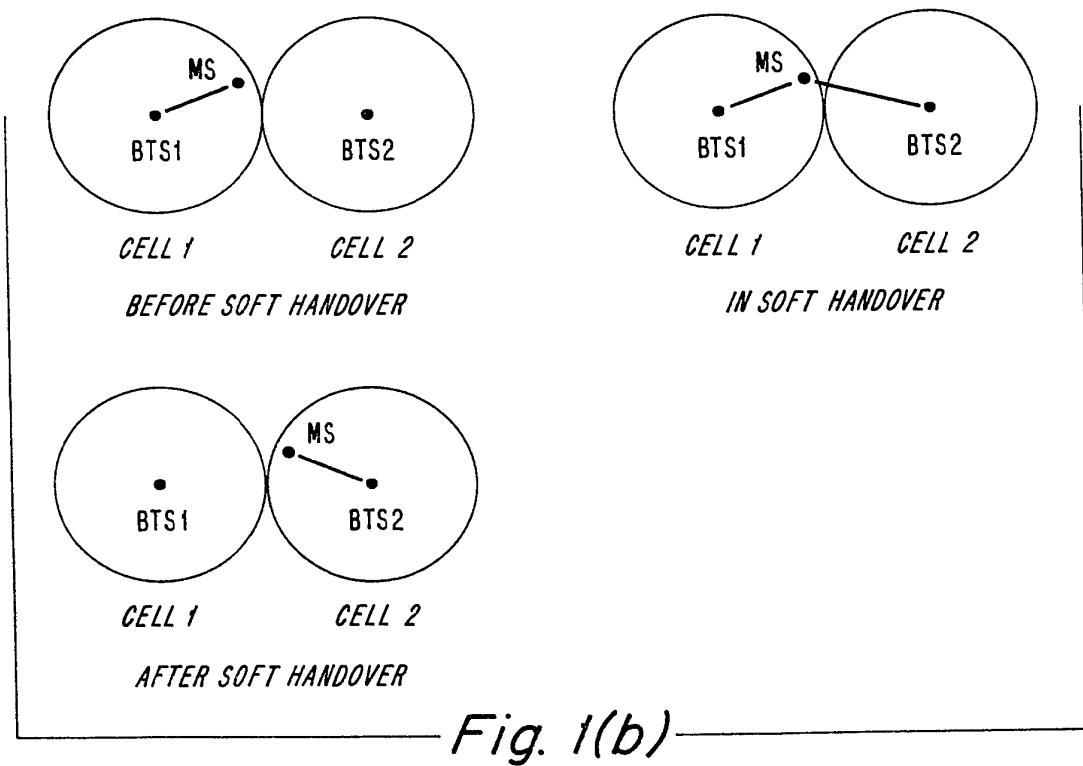 MS
BTS1
BTS2
CELL 1
CELL 2
BEFORE SOFT HANDOVER
MS
BTS1
BTS2
CELL 1
CELL 2
IN SOFT HANDOVER
MS
BTS1
BTS2
CELL 1
CELL 2
AFTER SOFT HANDOVER
Fig. 1(b)